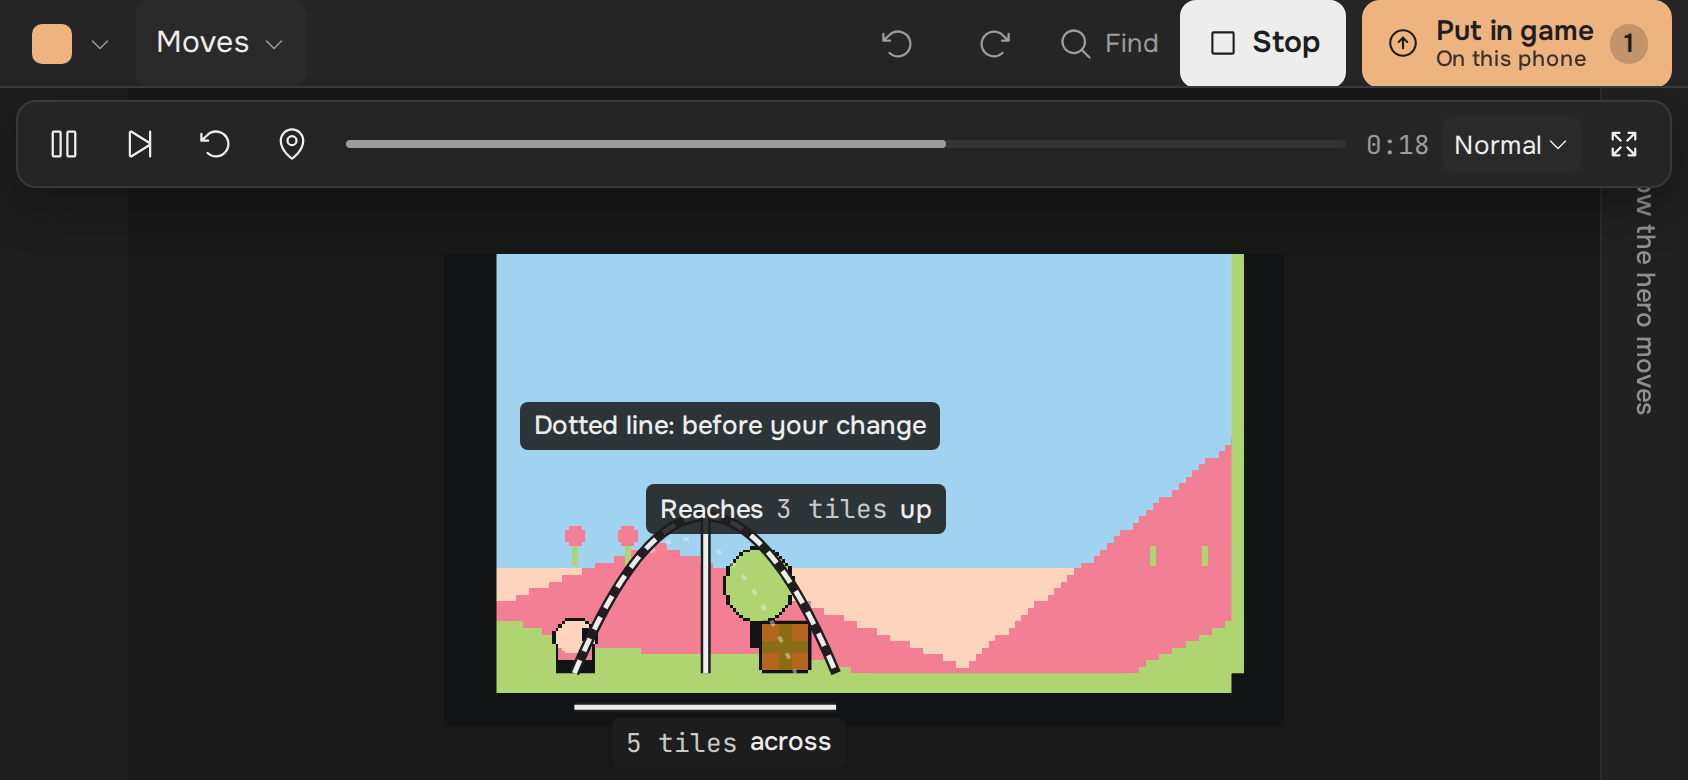 Moves
Find
Stop
Put in game
On this phone
1
0:18
Normal
the hero moves
Dotted line: before your change
Reaches 3 tiles up
5 tiles across